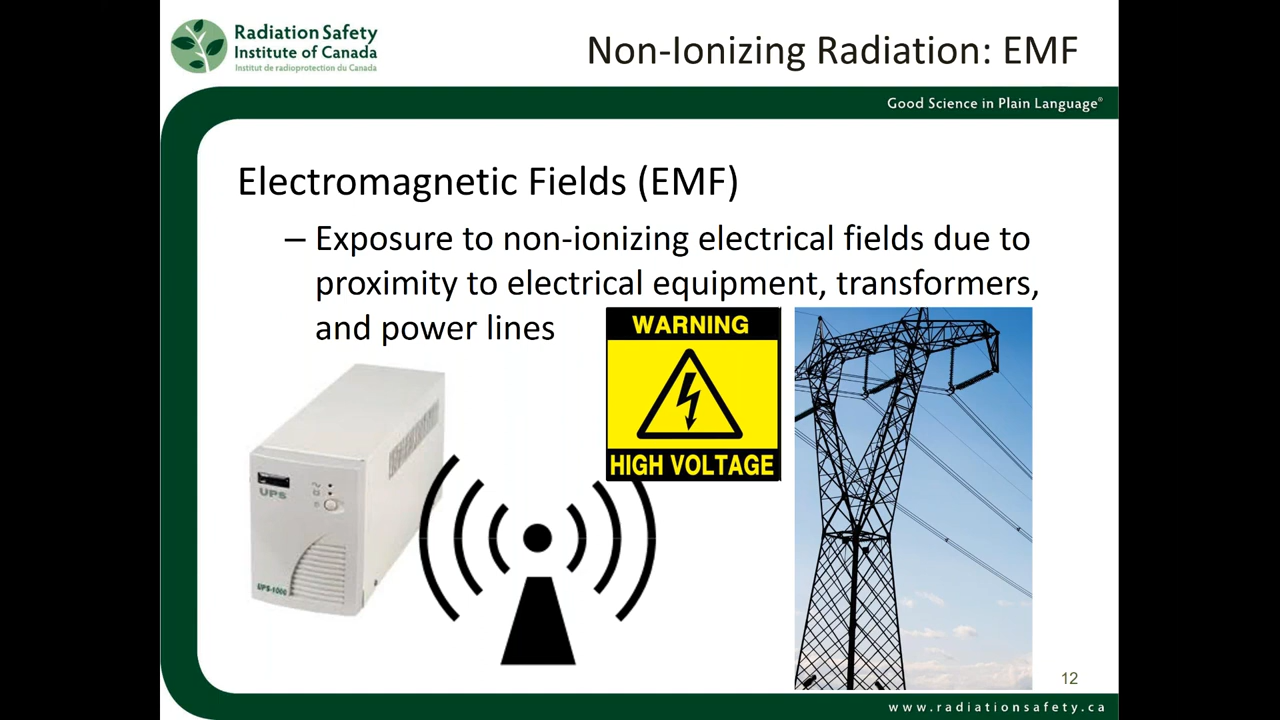 Radiation Safety
Institute of Canada
Institut de radioprotection du Canada
Non-Ionizing Radiation: EMF
Good Science in Plain Language®
Electromagnetic Fields (EMF)
– Exposure to non-ionizing electrical fields due to
proximity to electrical equipment, transformers,
and power lines
WARNING
HIGH VOLTAGE
UPS
UPS-1000
12
www.radiationsafety.ca